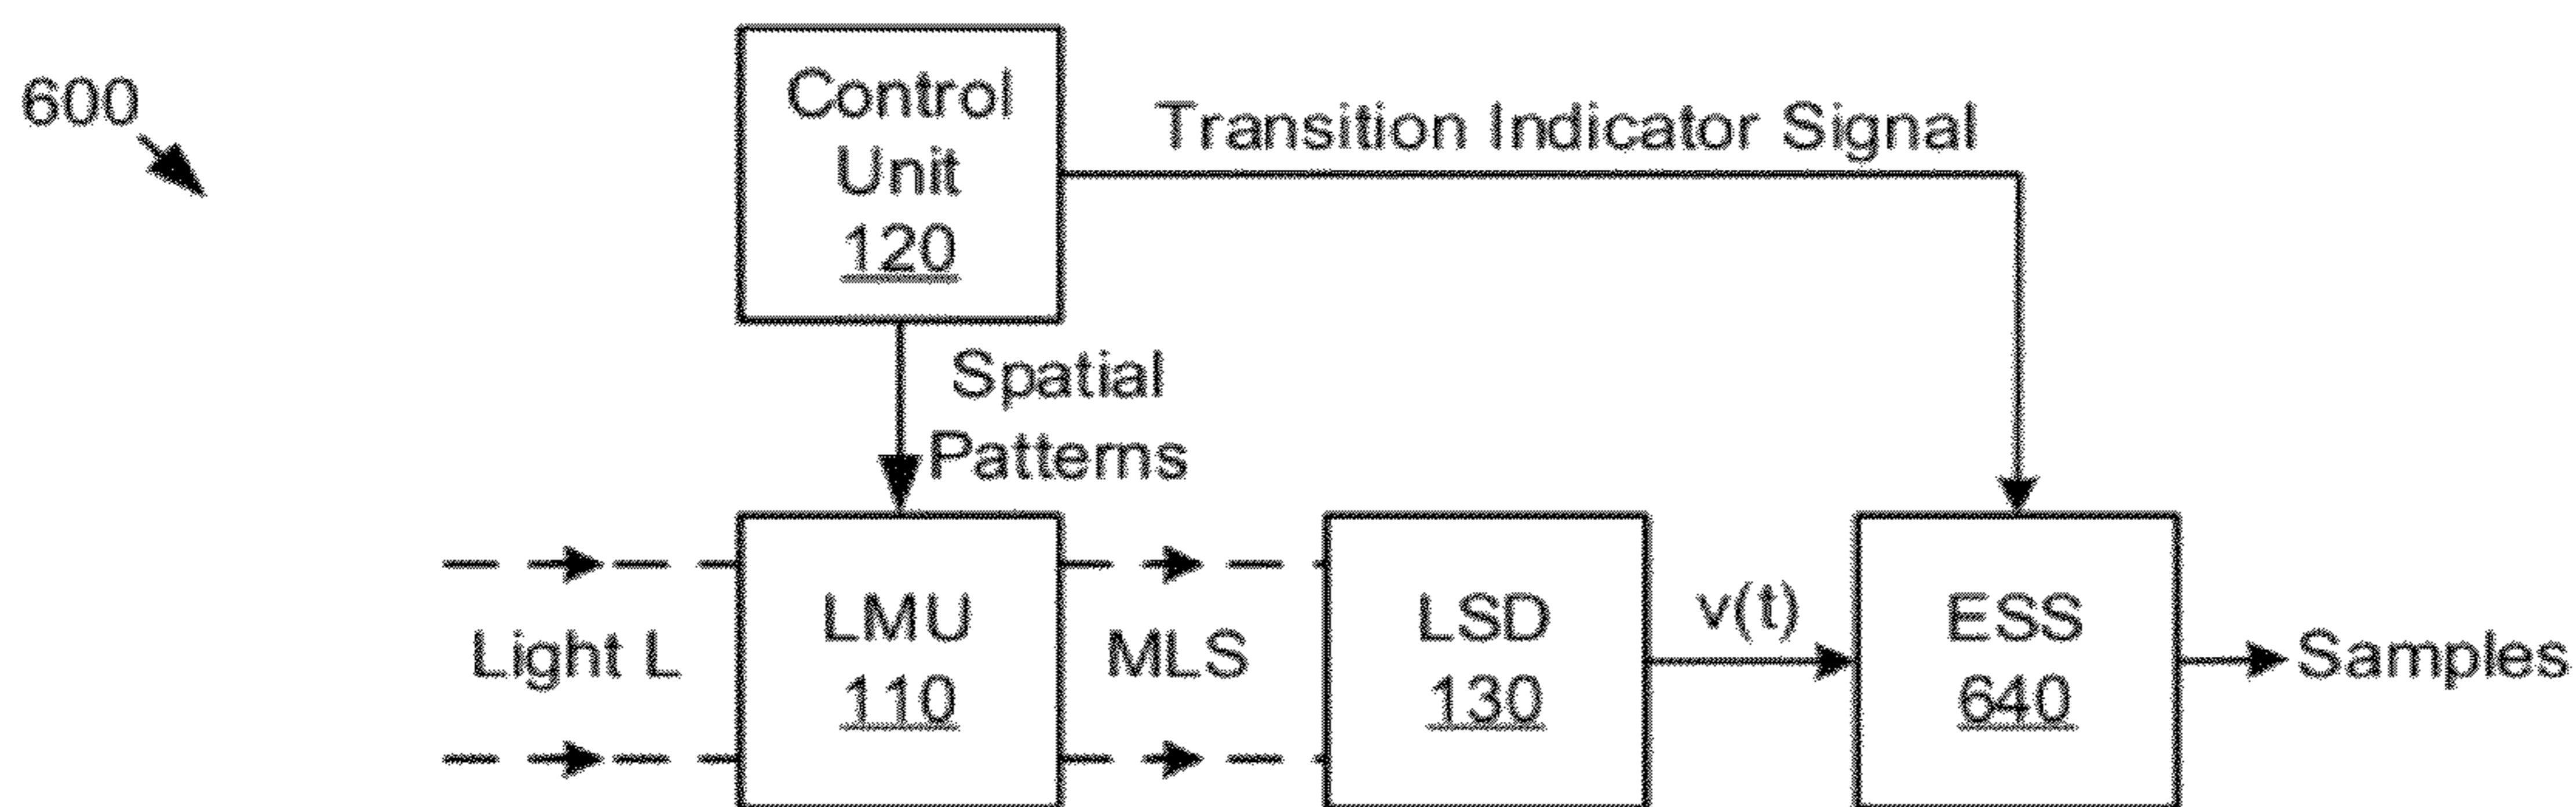 600
Control
Unit
120
Transition Indicator Signal
Spatial
Patterns
Light L
LMU
110
MLS
LSD
130
v(t)
ESS
640
Samples